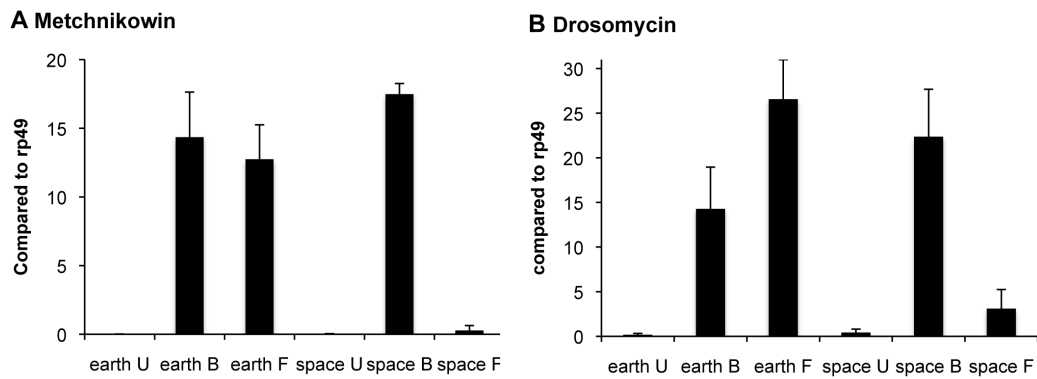 A Metchnikowin
20
15
10
5
0
Compared to rp49
earth U earth B earth F space U space B space F
B Drosomycin
30
25
20
15
10
5
0
compared to rp49
earth U earth B earth F space U space B space F